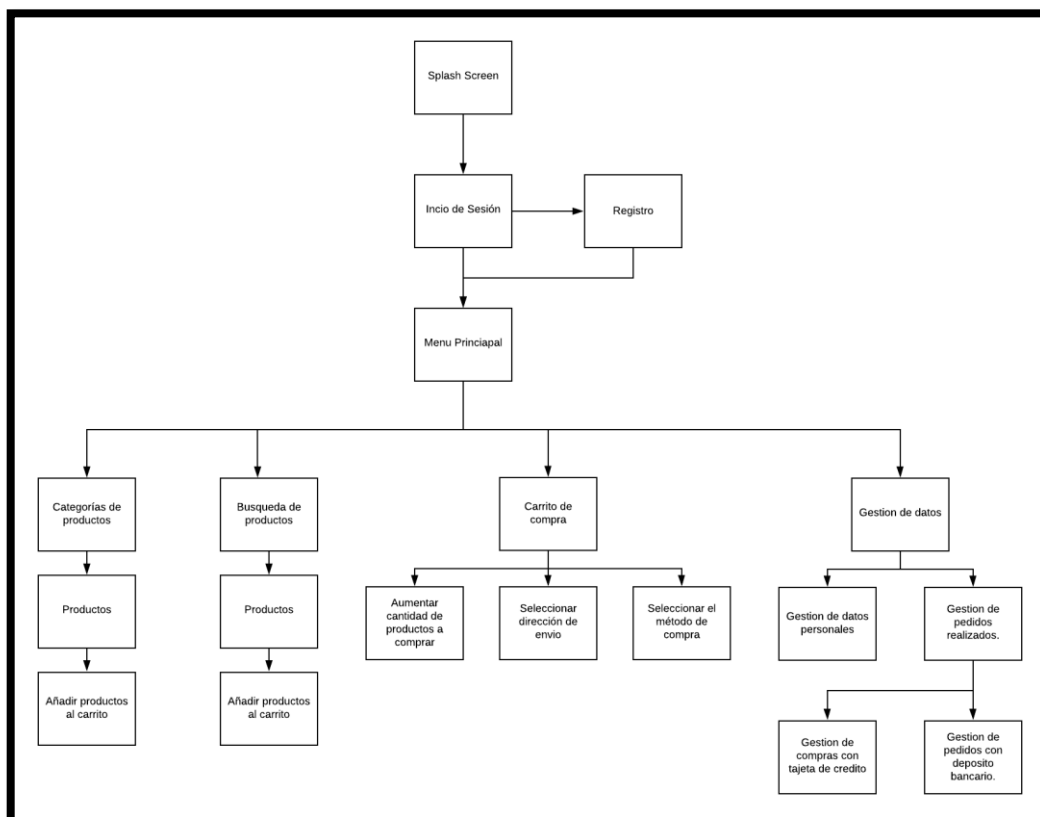 Splash Screen
Incio de Sesión
Registro
Menu Princiapal
Categorías de
productos
Busqueda de
productos
Carrito de
compra
Gestion de datos
Productos
Productos
Aumentar
cantidad de
productos a
comprar
Seleccionar
dirección de
envio
Seleccionar el
método de
compra
Gestion de datos
personales
Gestion de
pedidos
realizados.
Añadir productos
al carrito
Añadir productos
al carrito
Gestion de
compras con
tajeta de credito
Gestion de
pedidos con
deposito
bancario.